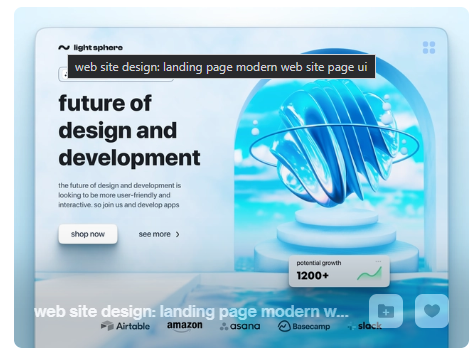 light sphere
web site design: landing page modern web site page ui
future of
design and
development
the future of design and development is
looking to be more user-friendly and
interactive. so join us and develop apps
shop now
see more
potential growth
1200+
web site design: landing page modern w...
Airtable
amazon
asana
Basecamp
slack